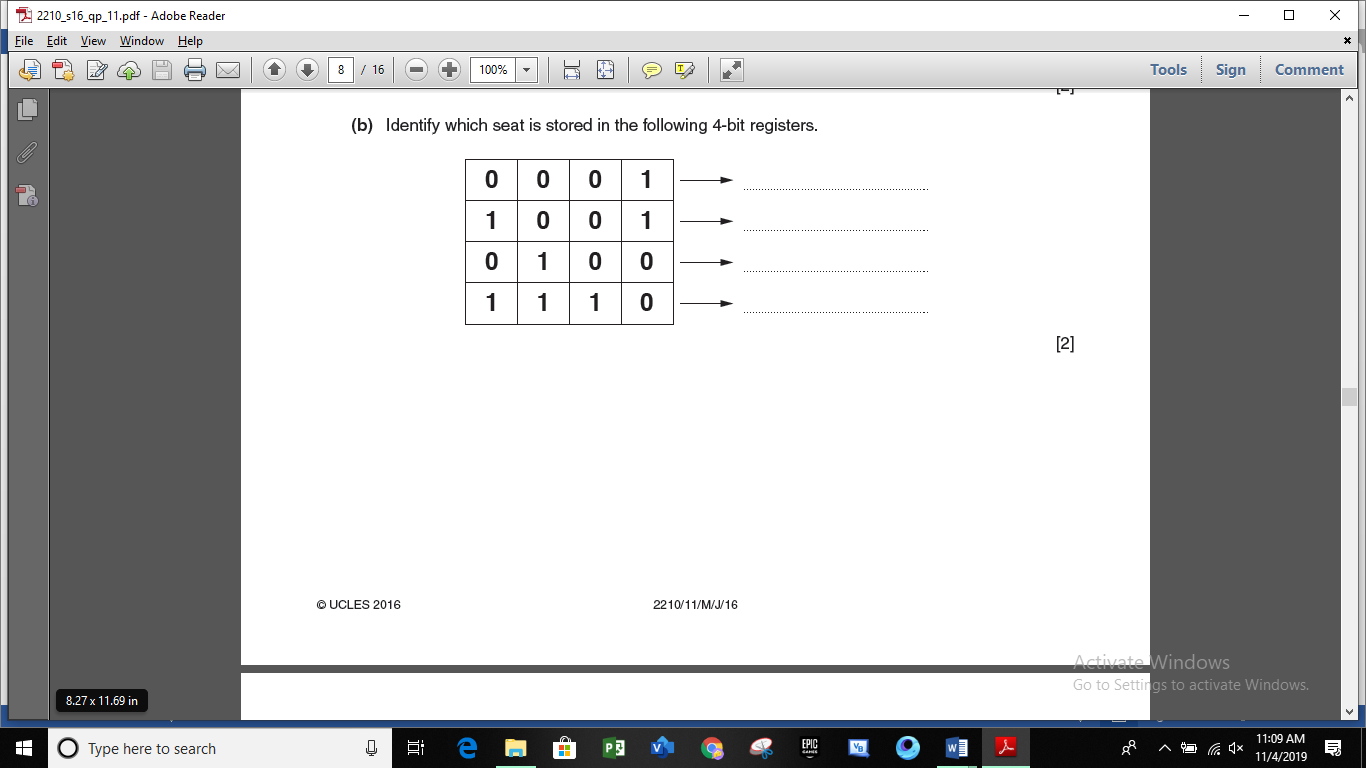 2210_s16_qp_11.pdf - Adobe Reader
File Edit View Window Help
8 / 16 100% Tools Sign Comment
[2]
(b) Identify which seat is stored in the following 4-bit registers.
0 0 0 1
1 0 0 1
0 1 0 0
1 1 1 0
[2]
© UCLES 2016 2210/11/M/J/16
Activate Windows
Go to Settings to activate Windows.
8.27 x 11.69 in
Type here to search
11:09 AM
11/4/2019